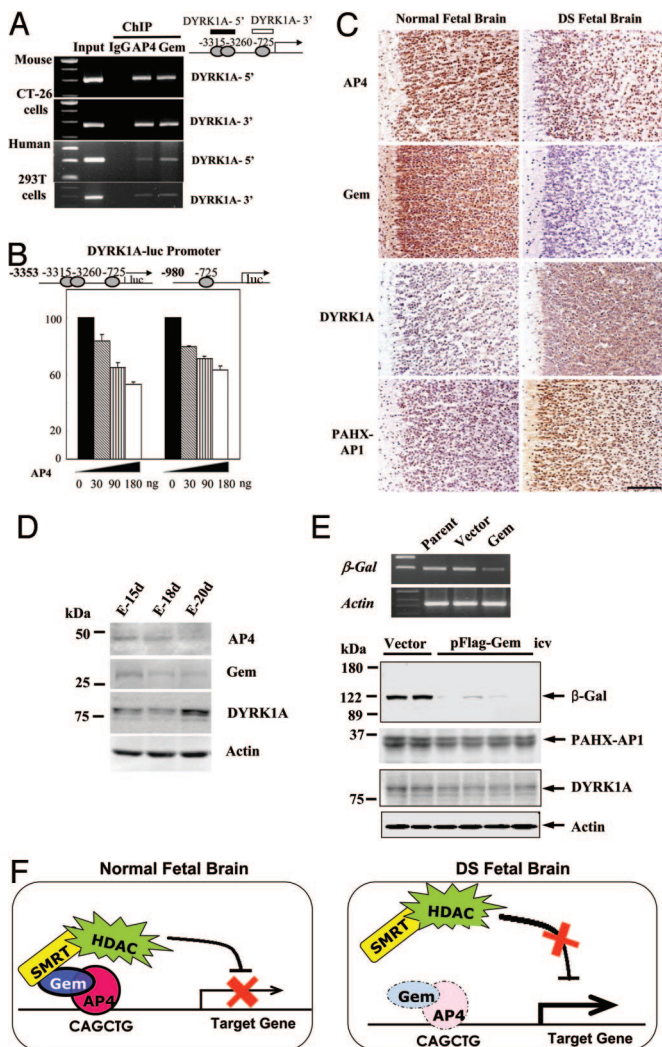 A
ChIP
Input IgG AP4 Gem
DYRK1A- 5’ DYRK1A- 3’
-3315 -3260 -725
Mouse
CT-26
cells
Human
293T
cells
DYRK1A- 5’
DYRK1A- 3’
DYRK1A- 5’
DYRK1A- 3’
B
DYRK1A-luc Promoter
-3353 -3315 -3260 -725 luc
-980 -725 luc
100
60
20
0
AP4
0 30 90 180 0 30 90 180 ng
C
Normal Fetal Brain DS Fetal Brain
AP4
Gem
DYRK1A
PAHX-
AP1
D
E-15d E-18d E-20d
kDa
50
25
75
AP4
Gem
DYRK1A
Actin
E
Parent Vector Gem
β-Gal
Actin
kDa Vector pFlag-Gem icv
180
122
89
37
75
β-Gal
PAHX-AP1
DYRK1A
Actin
F
Normal Fetal Brain
SMRT
HDAC
Gem
AP4
CAGCTG
Target Gene
DS Fetal Brain
SMRT
HDAC
Gem
AP4
CAGCTG
Target Gene